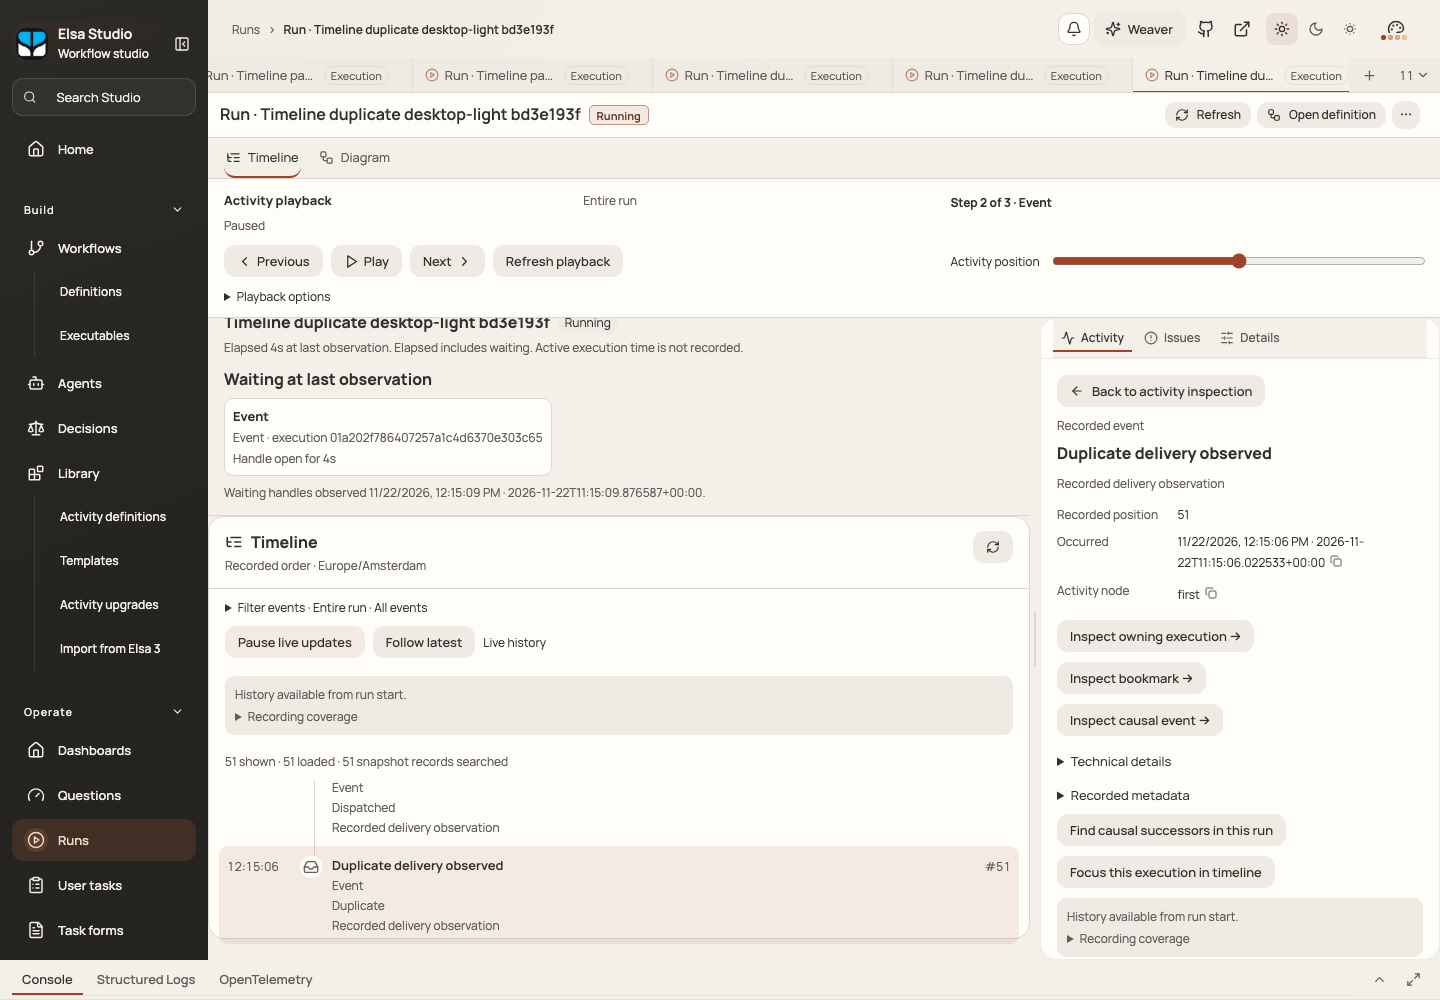 Elsa Studio
Workflow studio
Search Studio
Home
Build
Workflows
Definitions
Executables
Agents
Decisions
Library
Activity definitions
Templates
Activity upgrades
Import from Elsa 3
Operate
Dashboards
Questions
Runs
User tasks
Task forms
Runs › Run · Timeline duplicate desktop-light bd3e193f
Weaver
Run · Timeline pa... Execution
Run · Timeline pa... Execution
Run · Timeline du... Execution
Run · Timeline du... Execution
Run · Timeline du... Execution
11
Run · Timeline duplicate desktop-light bd3e193f Running
Refresh
Open definition
Timeline
Diagram
Activity playback
Entire run
Step 2 of 3 · Event
Paused
Previous
Play
Next
Refresh playback
Activity position
Playback options
Timeline duplicate desktop-light bd3e193f Running
Elapsed 4s at last observation. Elapsed includes waiting. Active execution time is not recorded.
Waiting at last observation
Event
Event · execution 01a202f786407257a1c4d6370e303c65
Handle open for 4s
Waiting handles observed 11/22/2026, 12:15:09 PM · 2026-11-22T11:15:09.876587+00:00.
Timeline
Recorded order · Europe/Amsterdam
Filter events · Entire run · All events
Pause live updates
Follow latest
Live history
History available from run start.
Recording coverage
51 shown · 51 loaded · 51 snapshot records searched
Event
Dispatched
Recorded delivery observation
12:15:06
Duplicate delivery observed
#51
Event
Duplicate
Recorded delivery observation
Activity
Issues
Details
Back to activity inspection
Recorded event
Duplicate delivery observed
Recorded delivery observation
Recorded position 51
Occurred 11/22/2026, 12:15:06 PM · 2026-11-
22T11:15:06.022533+00:00
Activity node first
Inspect owning execution →
Inspect bookmark →
Inspect causal event →
Technical details
Recorded metadata
Find causal successors in this run
Focus this execution in timeline
History available from run start.
Recording coverage
Console
Structured Logs
OpenTelemetry